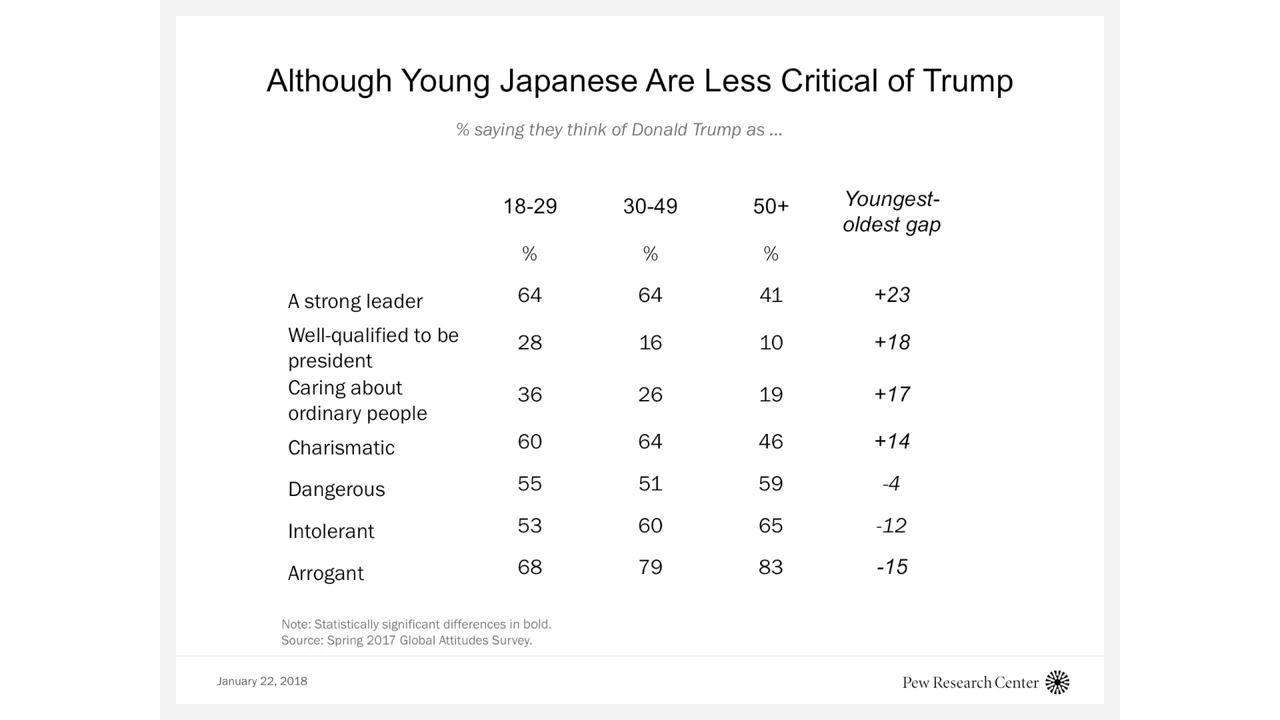 Although Young Japanese Are Less Critical of Trump
% saying they think of Donald Trump as ...
18-29 30-49 50+ Youngest-
oldest gap
% % %
A strong leader 64 64 41 +23
Well-qualified to be
president 28 16 10 +18
Caring about
ordinary people 36 26 19 +17
Charismatic 60 64 46 +14
Dangerous 55 51 59 -4
Intolerant 53 60 65 -12
Arrogant 68 79 83 -15
Note: Statistically significant differences in bold.
Source: Spring 2017 Global Attitudes Survey.
January 22, 2018
Pew Research Center